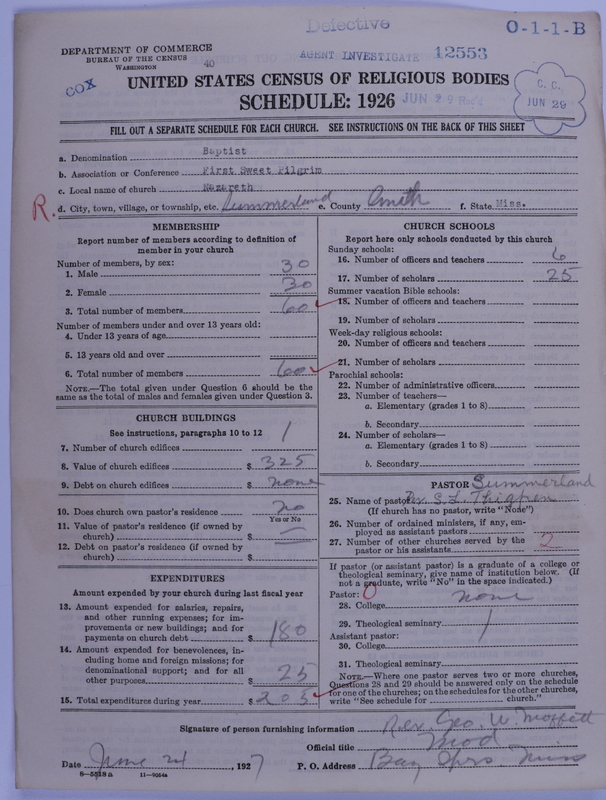 Defective
O-1-1-B
DEPARTMENT OF COMMERCE
BUREAU OF THE CENSUS
WASHINGTON
40
AGENT INVESTIGATE 12553
COX
UNITED STATES CENSUS OF RELIGIOUS BODIES
SCHEDULE: 1926
JUN 29 Rec'd
C. C.
JUN 29
FILL OUT A SEPARATE SCHEDULE FOR EACH CHURCH. SEE INSTRUCTIONS ON THE BACK OF THIS SHEET
a. Denomination Baptist
b. Association or Conference First Sweet Pilgrim
c. Local name of church Nazareth
R.
d. City, town, village, or township, etc. Summerland e. County Smith f. State Miss.
MEMBERSHIP
Report number of members according to definition of
member in your church
Number of members, by sex:
1. Male 30
2. Female 30
3. Total number of members 60
Number of members under and over 13 years old:
4. Under 13 years of age
5. 13 years old and over
6. Total number of members 60
NOTE.—The total given under Question 6 should be the
same as the total of males and females given under Question 3.
CHURCH BUILDINGS
See instructions, paragraphs 10 to 12
7. Number of church edifices 1
8. Value of church edifices $ 325
9. Debt on church edifices $ none
10. Does church own pastor's residence no
Yes or No
11. Value of pastor's residence (if owned by
church) $
12. Debt on pastor's residence (if owned by
church) $
EXPENDITURES
Amount expended by your church during last fiscal year
13. Amount expended for salaries, repairs,
and other running expenses; for im-
provements or new buildings; and for
payments on church debt $ 180
14. Amount expended for benevolences, in-
cluding home and foreign missions; for
denominational support; and for all
other purposes $ 25
15. Total expenditures during year $ 205
CHURCH SCHOOLS
Report here only schools conducted by this church
Sunday schools:
16. Number of officers and teachers 6
17. Number of scholars 25
Summer vacation Bible schools:
18. Number of officers and teachers
19. Number of scholars
Week-day religious schools:
20. Number of officers and teachers
21. Number of scholars
Parochial schools:
22. Number of administrative officers
23. Number of teachers—
a. Elementary (grades 1 to 8)
b. Secondary
24. Number of scholars—
a. Elementary (grades 1 to 8)
b. Secondary
PASTOR Summerland
25. Name of pastor Rev. S. L. Thigpen
(If church has no pastor, write "None")
26. Number of ordained ministers, if any, em-
ployed as assistant pastors
27. Number of other churches served by the
pastor or his assistants 2
If pastor (or assistant pastor) is a graduate of a college or
theological seminary, give name of institution below. (If
not a graduate, write "No" in the space indicated.)
Pastor: 0
28. College none
29. Theological seminary
Assistant pastor:
30. College
31. Theological seminary
NOTE.—Where one pastor serves two or more churches,
Questions 28 and 29 should be answered only on the schedule
for one of the churches; on the schedules for the other churches,
write "See schedule for church."
Signature of person furnishing information Rev. Geo. W. Moffett
Official title Mod
Date June 24, 1927 P. O. Address Bay Sprs Miss
8-5518a 11-9054a